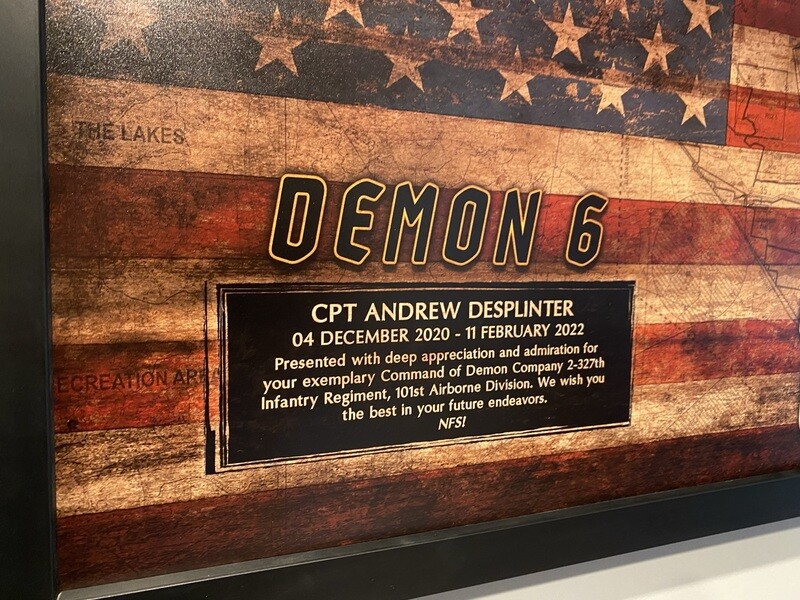 THE LAKES
DEMON 6
CPT ANDREW DESPLINTER
04 DECEMBER 2020 - 11 FEBRUARY 2022
Presented with deep appreciation and admiration for
your exemplary Command of Demon Company 2-327th
Infantry Regiment, 101st Airborne Division. We wish you
the best in your future endeavors.
NFS!
ECREATION AREA